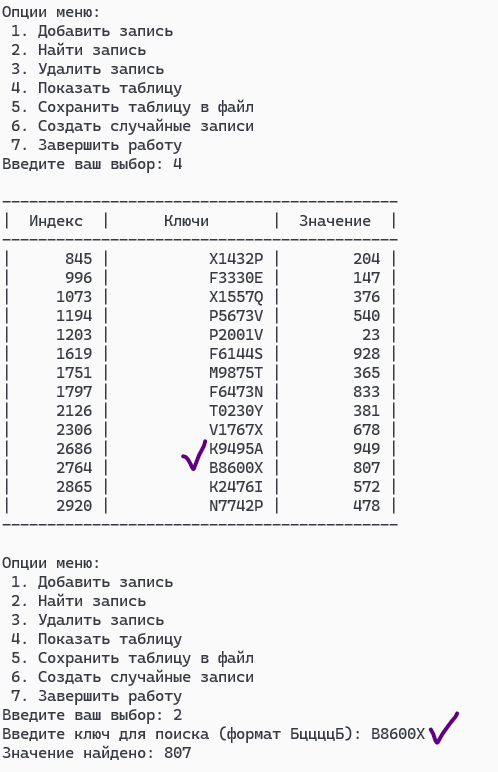 Опции меню:
1. Добавить запись
2. Найти запись
3. Удалить запись
4. Показать таблицу
5. Сохранить таблицу в файл
6. Создать случайные записи
7. Завершить работу
Введите ваш выбор: 4
--------------------------------------------
| Индекс | Ключи | Значение |
--------------------------------------------
| 845 | X1432P | 204 |
| 996 | F3330E | 147 |
| 1073 | X1557Q | 376 |
| 1194 | P5673V | 540 |
| 1203 | P2001V | 23 |
| 1619 | F6144S | 928 |
| 1751 | M9875T | 365 |
| 1797 | F6473N | 833 |
| 2126 | T0230Y | 381 |
| 2306 | V1767X | 678 |
| 2686 | K9495A | 949 |
| 2764 | B8600X | 807 |
| 2865 | K2476I | 572 |
| 2920 | N7742P | 478 |
--------------------------------------------
Опции меню:
1. Добавить запись
2. Найти запись
3. Удалить запись
4. Показать таблицу
5. Сохранить таблицу в файл
6. Создать случайные записи
7. Завершить работу
Введите ваш выбор: 2
Введите ключ для поиска (формат БццццБ): B8600X
Значение найдено: 807